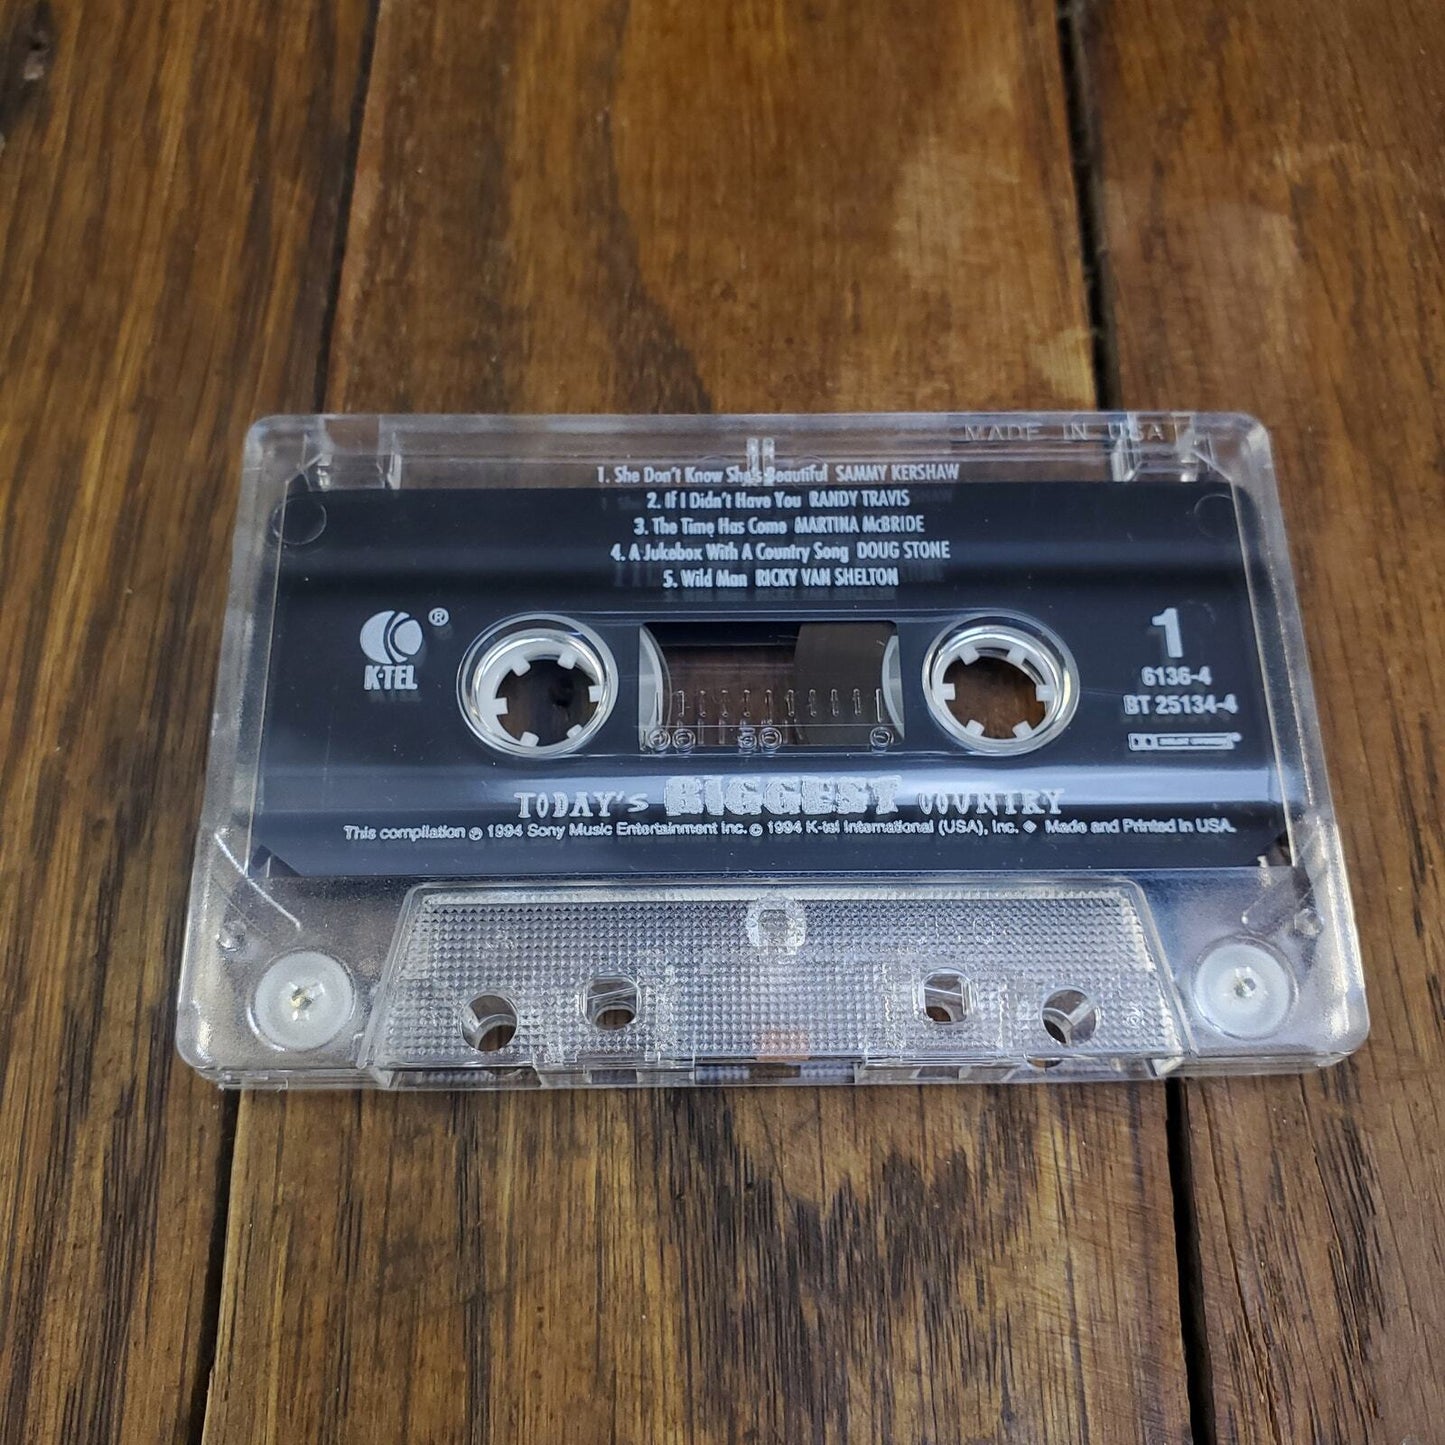 MADE IN USA
1. She Don't Know She's Beautiful SAMMY KERSHAW
2. If I Didn't Have You RANDY TRAVIS
3. The Time Has Come MARTINA McBRIDE
4. A Jukebox With A Country Song DOUG STONE
5. Wild Man RICKY VAN SHELTON
K-TEL ®
1
6136-4
BT 25134-4
TODAY'S BIGGEST COUNTRY
This compilation ℗ 1994 Sony Music Entertainment Inc. © 1994 K-tel International (USA), Inc. ◈ Made and Printed in USA.